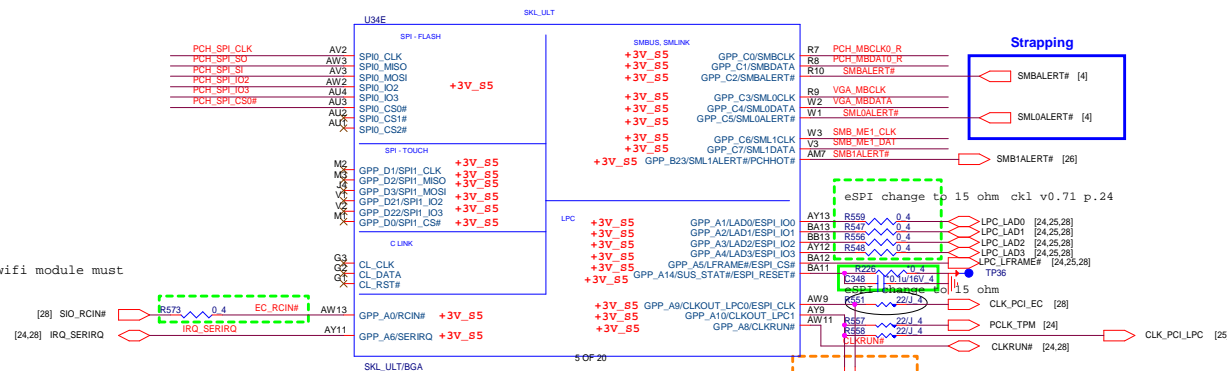 SKL_ULT
U34E
SPI - FLASH
SMBUS, SMLINK
Strapping
PCH_SPI_CLK AV2 SPI0_CLK
PCH_SPI_SO AW3 SPI0_MISO
PCH_SPI_SI AV3 SPI0_MOSI
PCH_SPI_IO2 AW2 SPI0_IO2
PCH_SPI_IO3 AU4 SPI0_IO3
PCH_SPI_CS0# AU3 SPI0_CS0#
AU2 SPI0_CS1#
AU1 SPI0_CS2#
+3V_S5
+3V_S5 GPP_C0/SMBCLK R7 PCH_MBCLK0_R
+3V_S5 GPP_C1/SMBDATA R8 PCH_MBDAT0_R
+3V_S5 GPP_C2/SMBALERT# R10 SMBALERT# SMBALERT# [4]
+3V_S5 GPP_C3/SML0CLK R9 VGA_MBCLK
+3V_S5 GPP_C4/SML0DATA W2 VGA_MBDATA
+3V_S5 GPP_C5/SML0ALERT# W1 SML0ALERT# SML0ALERT# [4]
+3V_S5 GPP_C6/SML1CLK W3 SMB_ME1_CLK
+3V_S5 GPP_C7/SML1DATA V3 SMB_ME1_DAT
+3V_S5 GPP_B23/SML1ALERT#/PCHHOT# AM7 SMB1ALERT# SMB1ALERT# [26]
SPI - TOUCH
M2 GPP_D1/SPI1_CLK +3V_S5
M3 GPP_D2/SPI1_MISO +3V_S5
J4 GPP_D3/SPI1_MOSI +3V_S5
V1 GPP_D21/SPI1_IO2 +3V_S5
V2 GPP_D22/SPI1_IO3 +3V_S5
M1 GPP_D0/SPI1_CS# +3V_S5
eSPI change to 15 ohm ckl v0.71 p.24
LPC
+3V_S5 GPP_A1/LAD0/ESPI_IO0 AY13 R559 0_4 LPC_LAD0 [24,25,28]
+3V_S5 GPP_A2/LAD1/ESPI_IO1 BA13 R547 0_4 LPC_LAD1 [24,25,28]
+3V_S5 GPP_A3/LAD2/ESPI_IO2 BB13 R556 0_4 LPC_LAD2 [24,25,28]
+3V_S5 GPP_A4/LAD3/ESPI_IO3 AY12 R548 0_4 LPC_LAD3 [24,25,28]
+3V_S5 GPP_A5/LFRAME#/ESPI_CS# BA12 LPC_LFRAME# [24,25,28]
+3V_S5 GPP_A14/SUS_STAT#/ESPI_RESET# BA11 R226 *0_4 TP36
C348 *0.1u/16V_4
C LINK
G3 CL_CLK
G2 CL_DATA
G1 CL_RST#
wifi module must
eSPI change to 15 ohm
+3V_S5 GPP_A9/CLKOUT_LPC0/ESPI_CLK AW9 R551 22/J_4 CLK_PCI_EC [28]
+3V_S5 GPP_A10/CLKOUT_LPC1 AY9 R557 22/J_4 PCLK_TPM [24]
+3V_S5 GPP_A8/CLKRUN# AW11 R558 22/J_4 CLK_PCI_LPC [25
CLKRUN# CLKRUN# [24,28]
[28] SIO_RCIN# R573 0_4 EC_RCIN# AW13 GPP_A0/RCIN# +3V_S5
[24,28] IRQ_SERIRQ IRQ_SERIRQ AY11 GPP_A6/SERIRQ +3V_S5
5 OF 20
SKL_ULT/BGA